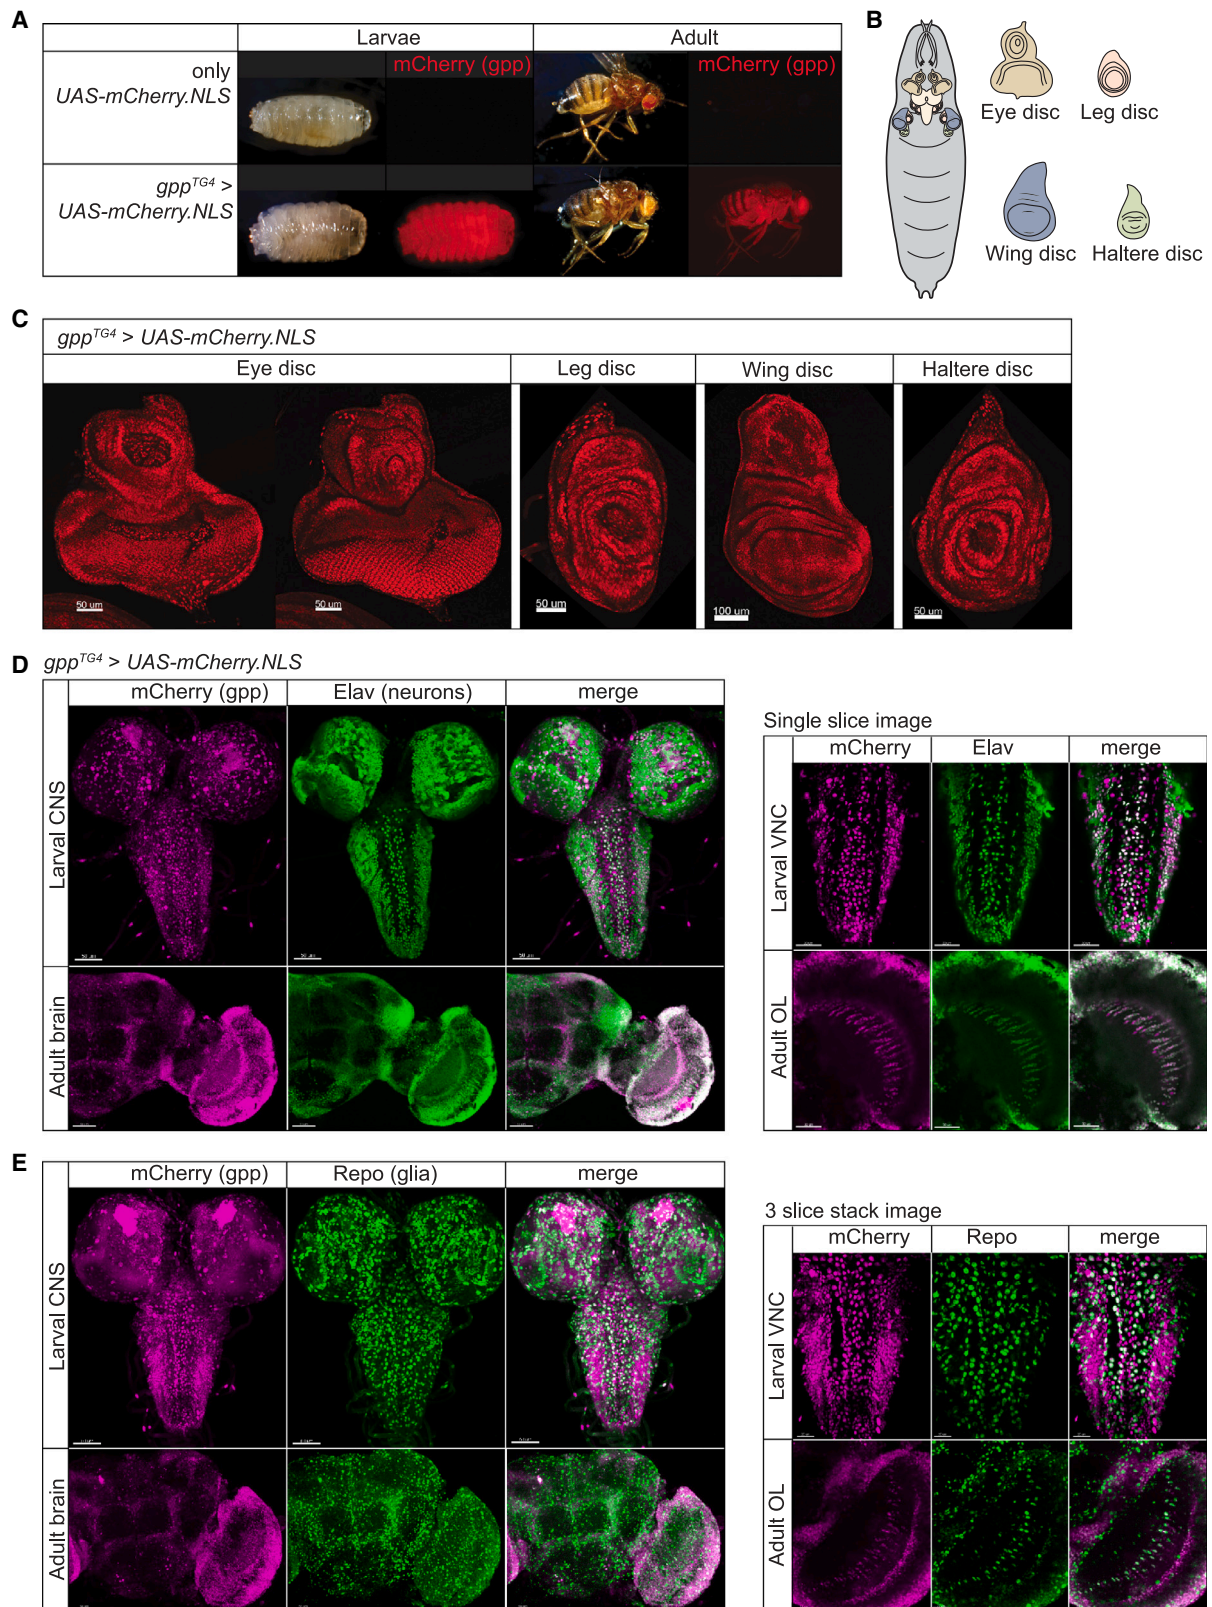 A
Larvae
Adult
only
UAS-mCherry.NLS
mCherry (gpp)
mCherry (gpp)
gpp^TG4 >
UAS-mCherry.NLS
B
Eye disc
Leg disc
Wing disc
Haltere disc
C
gpp^TG4 > UAS-mCherry.NLS
Eye disc
Leg disc
Wing disc
Haltere disc
50 um
50 um
50 um
100 um
50 um
D
gpp^TG4 > UAS-mCherry.NLS
mCherry (gpp)
Elav (neurons)
merge
Larval CNS
Adult brain
Single slice image
mCherry
Elav
merge
Larval VNC
Adult OL
E
mCherry (gpp)
Repo (glia)
merge
Larval CNS
Adult brain
3 slice stack image
mCherry
Repo
merge
Larval VNC
Adult OL